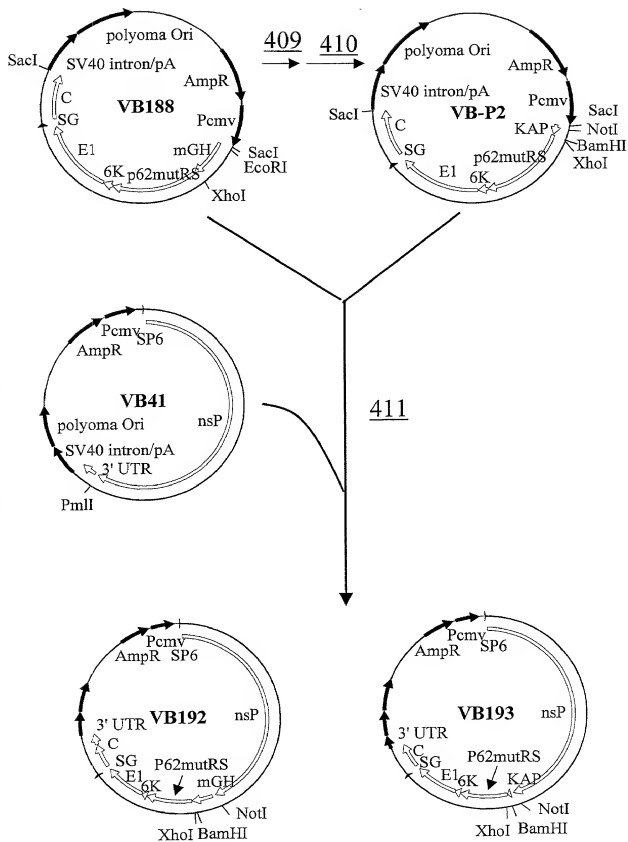 polyoma Ori
SacI
SV40 intron/pA
AmpR
C
VB188
SG
Pcmv
E1
mGH
6K
p62mutRS
SacI
EcoRI
XhoI
409
410
polyoma Ori
AmpR
SV40 intron/pA
Pcmv
SacI
C
VB-P2
SacI
KAP
NotI
SG
BamHI
p62mutRS
XhoI
E1
6K
Pcmv
SP6
AmpR
VB41
nsP
polyoma Ori
SV40 intron/pA
3' UTR
PmlI
411
Pcmv
AmpR
SP6
VB192
nsP
3' UTR
C
SG
P62mutRS
E1
6K
mGH
NotI
XhoI
BamHI
Pcmv
AmpR
SP6
VB193
nsP
3' UTR
C
SG
P62mutRS
E1
6K
KAP
NotI
XhoI
BamHI